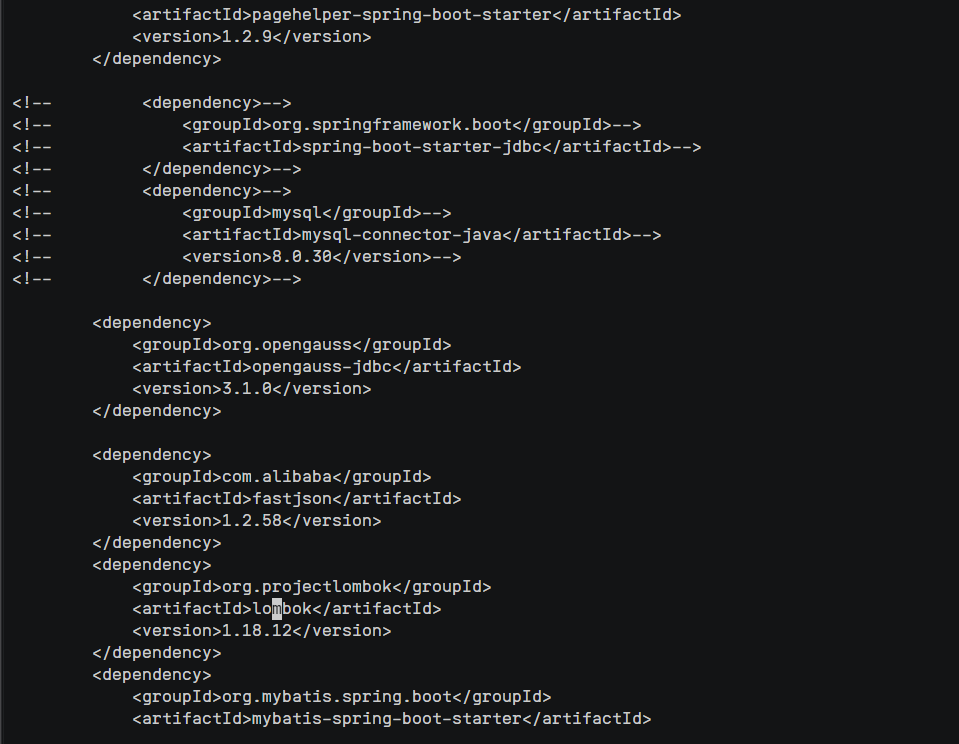 <artifactId>pagehelper-spring-boot-starter</artifactId>
<version>1.2.9</version>
</dependency>
<!--         <dependency>-->
<!--             <groupId>org.springframework.boot</groupId>-->
<!--             <artifactId>spring-boot-starter-jdbc</artifactId>-->
<!--         </dependency>-->
<!--         <dependency>-->
<!--             <groupId>mysql</groupId>-->
<!--             <artifactId>mysql-connector-java</artifactId>-->
<!--             <version>8.0.30</version>-->
<!--         </dependency>-->
<dependency>
<groupId>org.opengauss</groupId>
<artifactId>opengauss-jdbc</artifactId>
<version>3.1.0</version>
</dependency>
<dependency>
<groupId>com.alibaba</groupId>
<artifactId>fastjson</artifactId>
<version>1.2.58</version>
</dependency>
<dependency>
<groupId>org.projectlombok</groupId>
<artifactId>lombok</artifactId>
<version>1.18.12</version>
</dependency>
<dependency>
<groupId>org.mybatis.spring.boot</groupId>
<artifactId>mybatis-spring-boot-starter</artifactId>